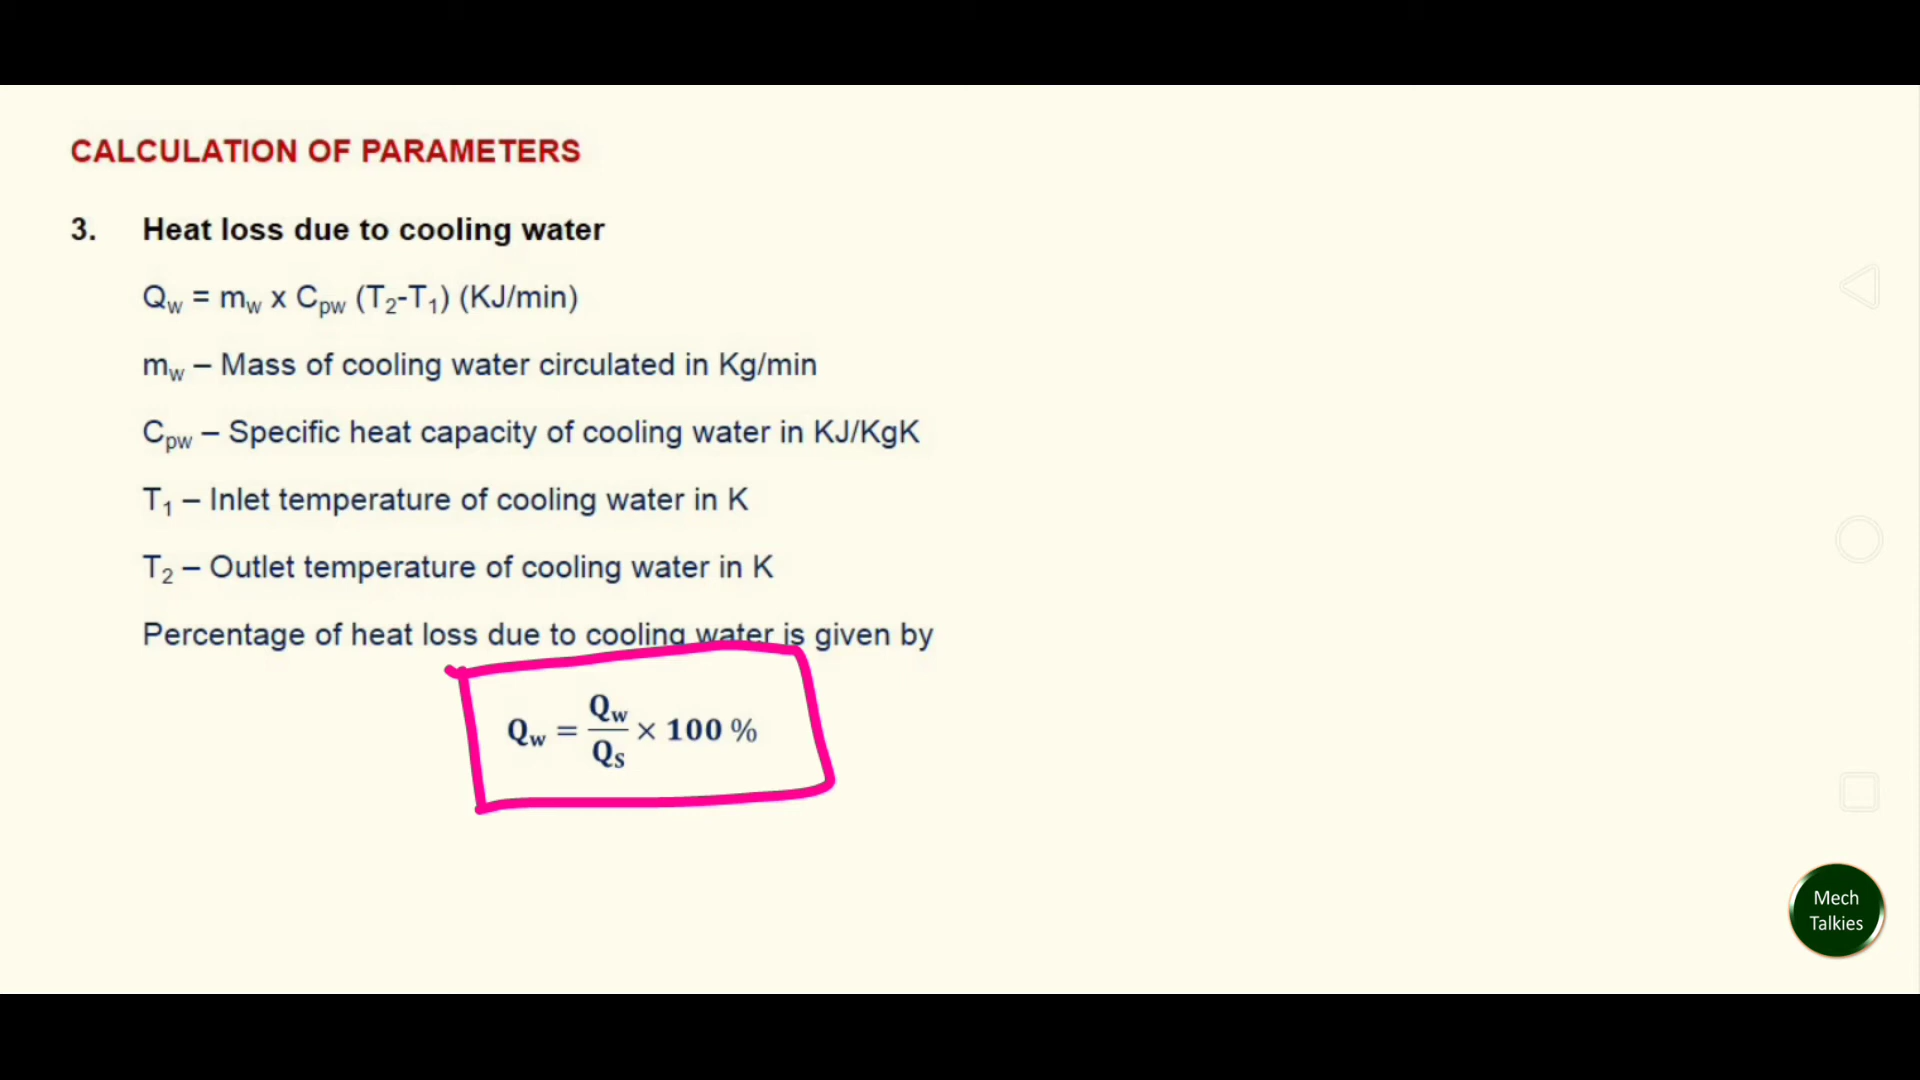 CALCULATION OF PARAMETERS
3. Heat loss due to cooling water
Qw = mw x Cpw (T2-T1) (KJ/min)
mw – Mass of cooling water circulated in Kg/min
Cpw – Specific heat capacity of cooling water in KJ/KgK
T1 – Inlet temperature of cooling water in K
T2 – Outlet temperature of cooling water in K
Percentage of heat loss due to cooling water is given by
Qw = Qw/QS × 100 %
Mech
Talkies